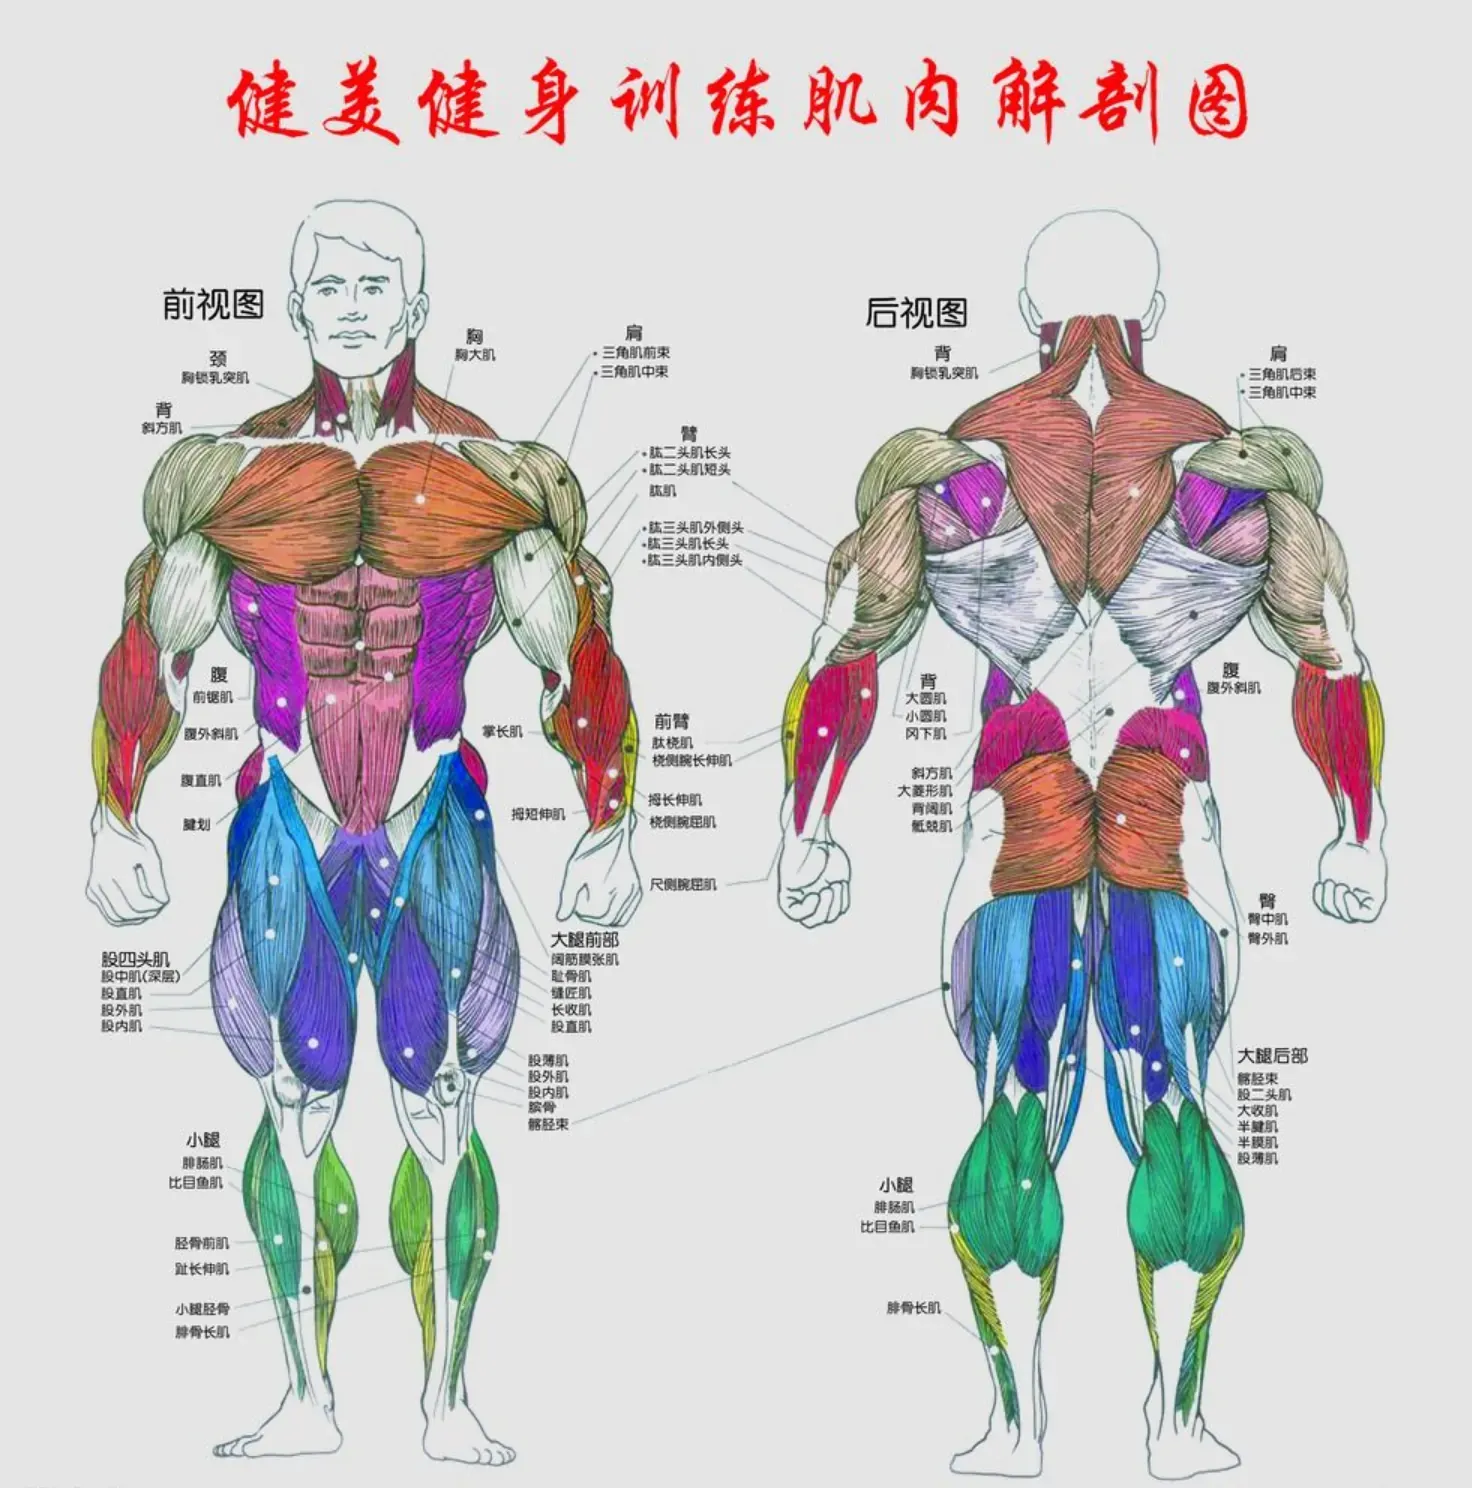 健美健身训练肌肉解剖图
前视图
颈
胸锁乳突肌
背
斜方肌
胸
胸大肌
肩
三角肌前束
三角肌中束
臂
肱二头肌长头
肱二头肌短头
肱肌
肱三头肌外侧头
肱三头肌长头
肱三头肌内侧头
腹
前锯肌
腹外斜肌
腹直肌
腱划
掌长肌
拇短伸肌
前臂
肱桡肌
桡侧腕长伸肌
拇长伸肌
桡侧腕屈肌
尺侧腕屈肌
股四头肌
股中肌(深层)
股直肌
股外肌
股内肌
大腿前部
阔筋膜张肌
耻骨肌
缝匠肌
长收肌
股直肌
股薄肌
股外肌
股内肌
膑骨
髂胫束
小腿
腓肠肌
比目鱼肌
胫骨前肌
趾长伸肌
小腿胫骨
腓骨长肌
后视图
背
胸锁乳突肌
肩
三角肌后束
三角肌中束
背
大圆肌
小圆肌
冈下肌
斜方肌
大菱形肌
背阔肌
骶棘肌
腹
腹外斜肌
臀
臀中肌
臀外肌
大腿后部
髂胫束
股二头肌
大收肌
半腱肌
半膜肌
股薄肌
小腿
腓肠肌
比目鱼肌
腓骨长肌